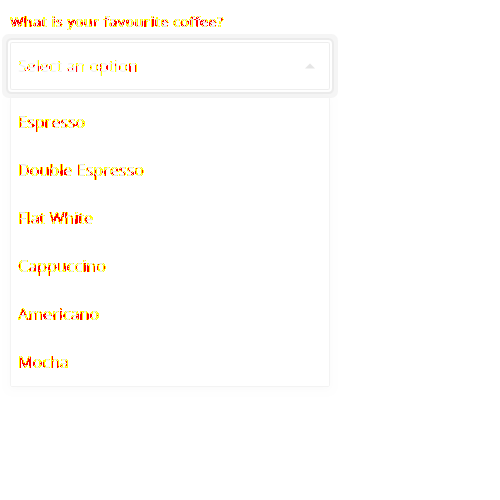 What is your favourite coffee?
Select an option
Espresso
Double Espresso
Flat White
Cappuccino
Americano
Mocha